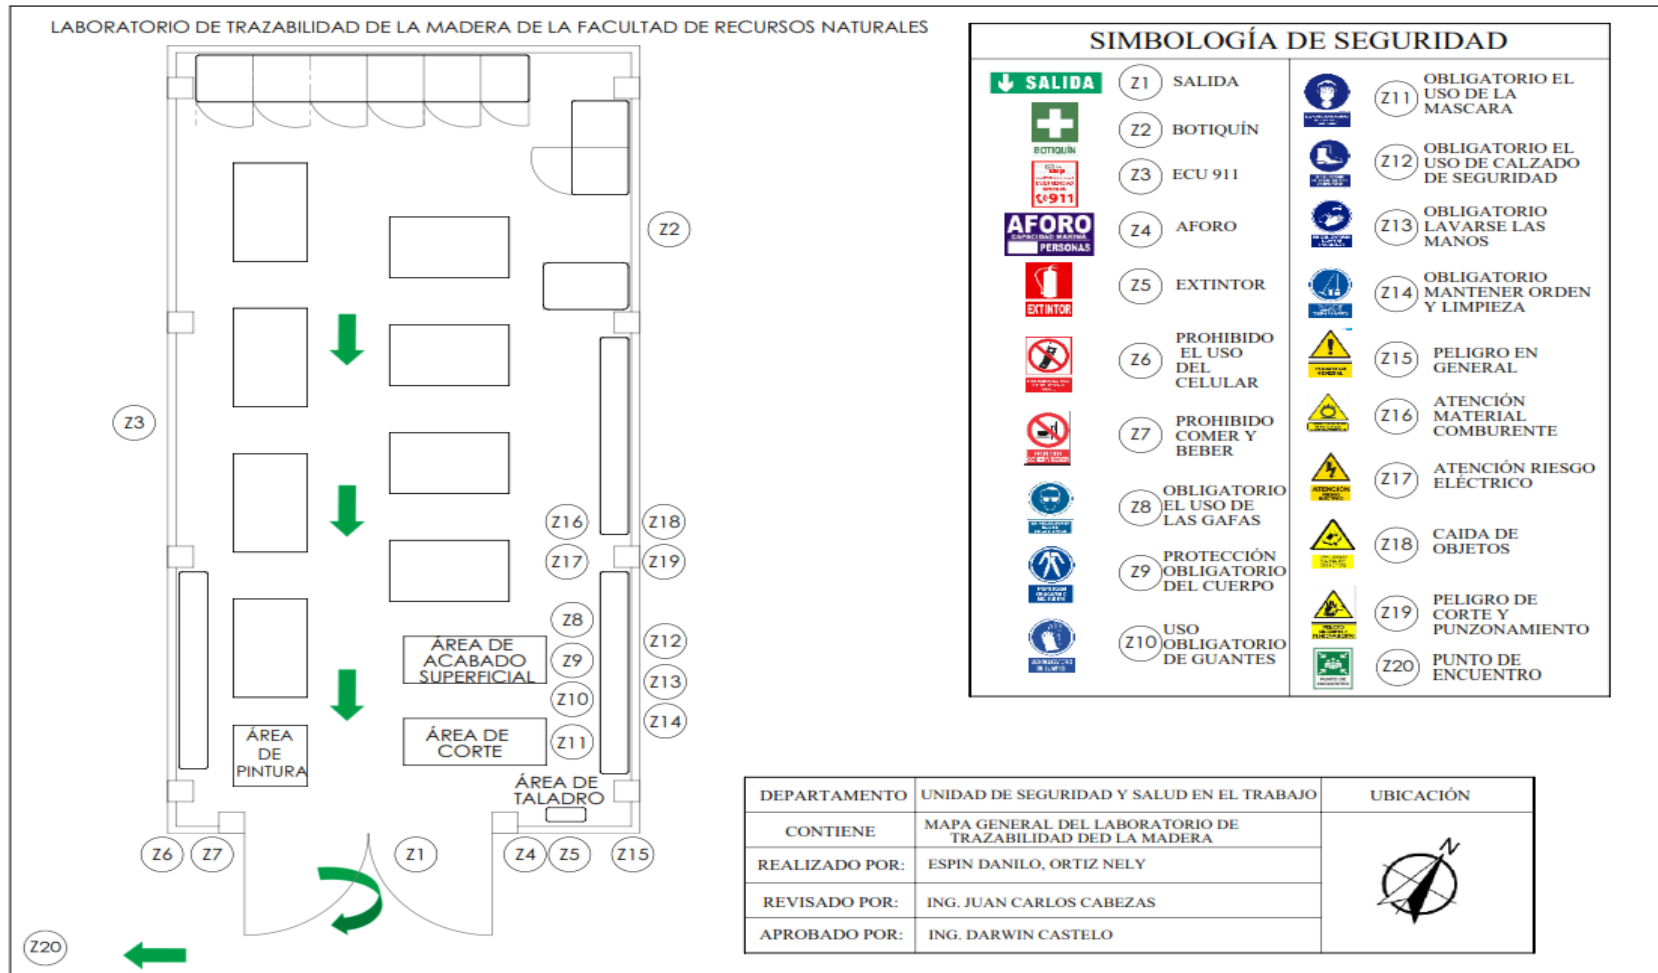 LABORATORIO DE TRAZABILIDAD DE LA MADERA DE LA FACULTAD DE RECURSOS NATURALES
Z2
Z3
Z16
Z18
Z17
Z19
Z8
ÁREA DE
ACABADO
SUPERFICIAL
Z9
Z12
Z13
Z10
Z14
ÁREA DE
CORTE
Z11
ÁREA
DE
PINTURA
ÁREA DE
TALADRO
Z6
Z7
Z1
Z4
Z5
Z15
Z20
SIMBOLOGÍA DE SEGURIDAD
SALIDA
Z1
SALIDA
BOTIQUÍN
Z2
BOTIQUÍN
911
Z3
ECU 911
AFORO
CAPACIDAD MAXIMA
PERSONAS
Z4
AFORO
EXTINTOR
Z5
EXTINTOR
Z6
PROHIBIDO
EL USO
DEL
CELULAR
Z7
PROHIBIDO
COMER Y
BEBER
Z8
OBLIGATORIO
EL USO DE
LAS GAFAS
Z9
PROTECCIÓN
OBLIGATORIO
DEL CUERPO
Z10
USO
OBLIGATORIO
DE GUANTES
Z11
OBLIGATORIO EL
USO DE LA
MASCARA
Z12
OBLIGATORIO EL
USO DE CALZADO
DE SEGURIDAD
Z13
OBLIGATORIO
LAVARSE LAS
MANOS
Z14
OBLIGATORIO
MANTENER ORDEN
Y LIMPIEZA
Z15
PELIGRO EN
GENERAL
Z16
ATENCIÓN
MATERIAL
COMBURENTE
ATENCION
Z17
ATENCIÓN RIESGO
ELÉCTRICO
Z18
CAIDA DE
OBJETOS
Z19
PELIGRO DE
CORTE Y
PUNZONAMIENTO
Z20
PUNTO DE
ENCUENTRO
DEPARTAMENTO
UNIDAD DE SEGURIDAD Y SALUD EN EL TRABAJO
UBICACIÓN
CONTIENE
MAPA GENERAL DEL LABORATORIO DE
TRAZABILIDAD DED LA MADERA
REALIZADO POR:
ESPIN DANILO, ORTIZ NELY
REVISADO POR:
ING. JUAN CARLOS CABEZAS
APROBADO POR:
ING. DARWIN CASTELO
N